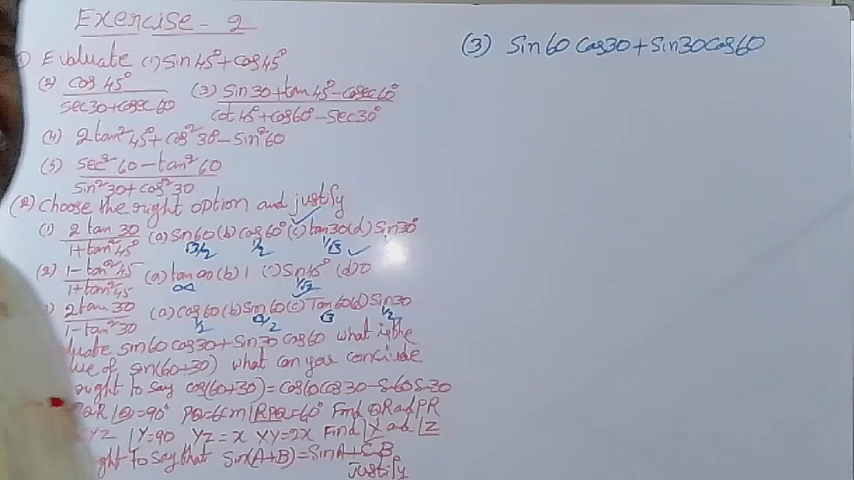 Exercise - 2
1) Evaluate (1) Sin 45° + cos 45°
(2) cos 45° / sec 30 + cosec 60 (3) Sin 30 + tan 45° - cosec 60° / cot 45° + cos 60° - sec 30°
(4) 2 tan² 45° + cos² 30° - sin² 60
(5) sec² 60 - tan² 60 / sin² 30 + cos² 30
(2) Choose the right option and justify
(1) 2 tan 30 / 1 + tan² 45° (a) Sin 60 (b) cos 60° (c) tan 30 (d) Sin 30°
√3/2 1/2 1/√3
(2) 1 - tan² 45 / 1 + tan² 45 (a) tan 90 (b) 1 (c) Sin 45° (d) 0
∞ 1/√2
2 tan 30 / 1 - tan² 30 (a) cos 60 (b) Sin 60 (c) Tan 60 (d) Sin 30
1/2 √3/2 √3 1/2
luate sin 60 cos 30 + Sin 30 cos 60 what is the
lue of sin(60+30) what can you conclude
ought to say cos(60+30) = cos 60 cos 30 - S 60 S 30
PQR ∠Q = 90° PQ = 6cm ∠RPQ = 60° Find QR and PR
YZ ∠Y = 90 YZ = x XY = 2x Find ∠X and ∠Z
ght to say that Sin(A+B) = Sin A + S B
Justify
(3) Sin 60 Cos 30 + Sin 30 Cos 60